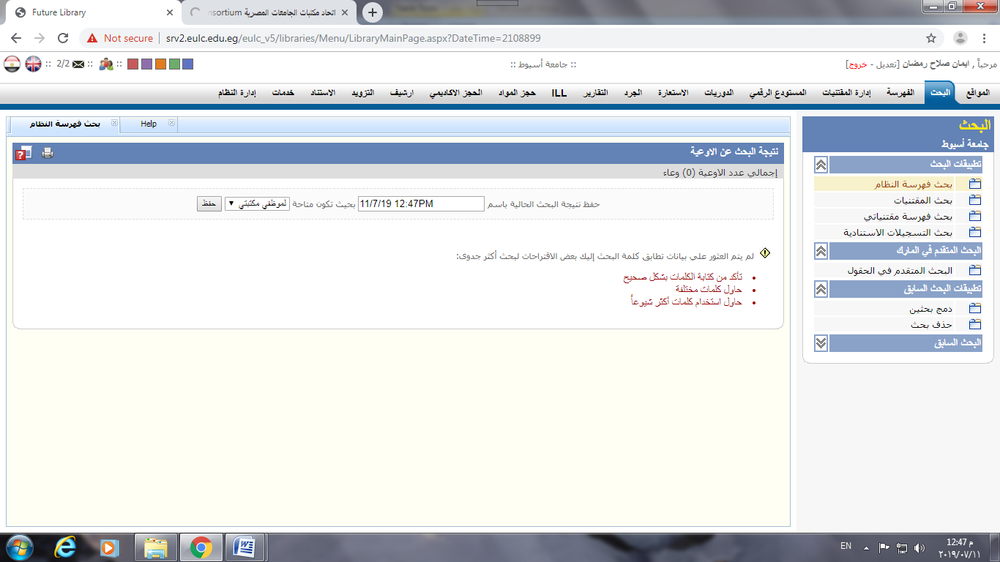 Future Library
اتحاد مكتبات الجامعات المصرية nsortium
Not secure
srv2.eulc.edu.eg/eulc_v5/libraries/Menu/LibraryMainPage.aspx?DateTime=2108899
مرحباً , ايمان صلاح رمضان [تعديل - خروج]
:: جامعة أسيوط ::
:: 2/2 :: ::
المواقع البحث الفهرسة إدارة المقتنيات المستودع الرقمي الدوريات الاستعارة الجرد التقارير ILL حجز المواد الحجز الاكاديمي ارشيف التزويد الاستناد خدمات إدارة النظام
البحث
جامعة أسيوط
تطبيقات البحث
بحث فهرسة النظام
بحث المقتنيات
بحث فهرسة مقتنياتي
بحث التسجيلات الاستنادية
البحث المتقدم في المارك
البحث المتقدم في الحقول
تطبيقات البحث السابق
دمج بحثين
حذف بحث
البحث السابق
Help
بحث فهرسة النظام
نتيجة البحث عن الاوعية
إجمالي عدد الاوعية (0) وعاء
حفظ نتيجة البحث الحالية باسم 11/7/19 12:47PM بحيث تكون متاحة لموظفي مكتبتي حفظ
لم يتم العثور على بيانات تطابق كلمة البحث إليك بعض الاقتراحات لبحث أكثر جدوى:
تأكد من كتابة الكلمات بشكل صحيح
حاول كلمات مختلفة
حاول استخدام كلمات أكثر شيوعاً
EN
12:47 م
٢٠١٩/٠٧/١١